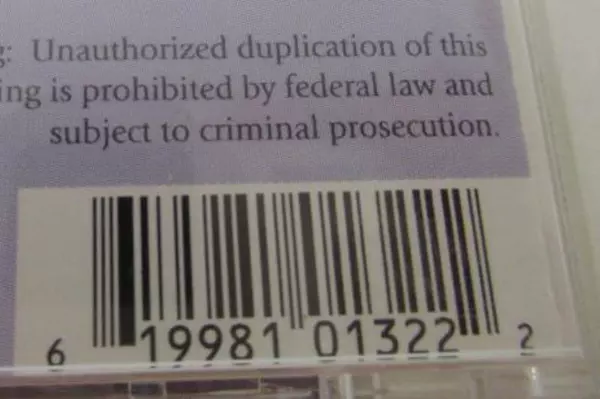 : Unauthorized duplication of this
ing is prohibited by federal law and
subject to criminal prosecution.
6 19981 01322 2